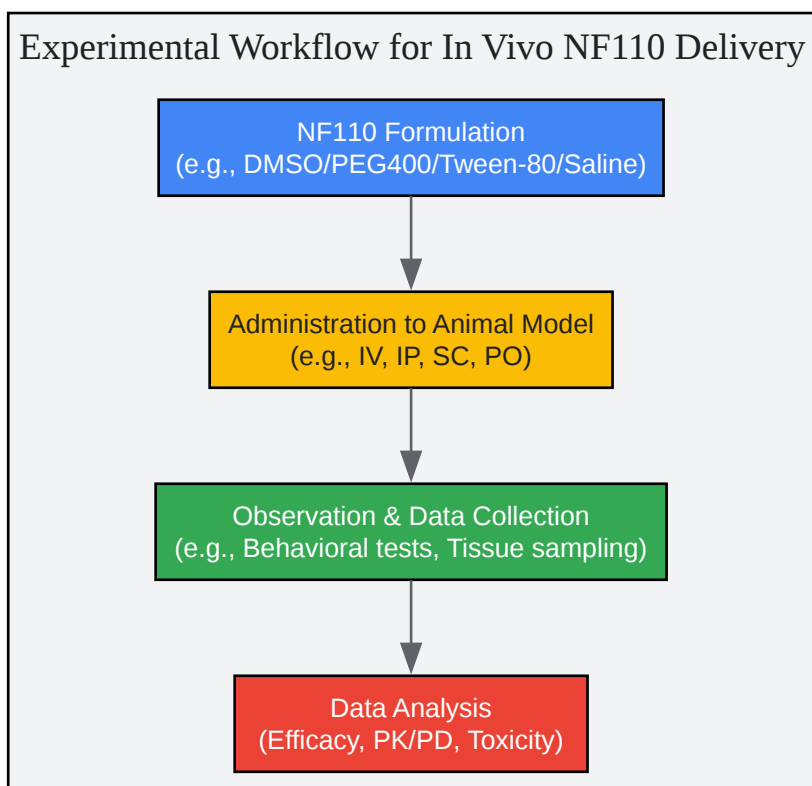 Experimental Workflow for In Vivo NF110 Delivery
NF110 Formulation
(e.g., DMSO/PEG400/Tween-80/Saline)
Administration to Animal Model
(e.g., IV, IP, SC, PO)
Observation & Data Collection
(e.g., Behavioral tests, Tissue sampling)
Data Analysis
(Efficacy, PK/PD, Toxicity)